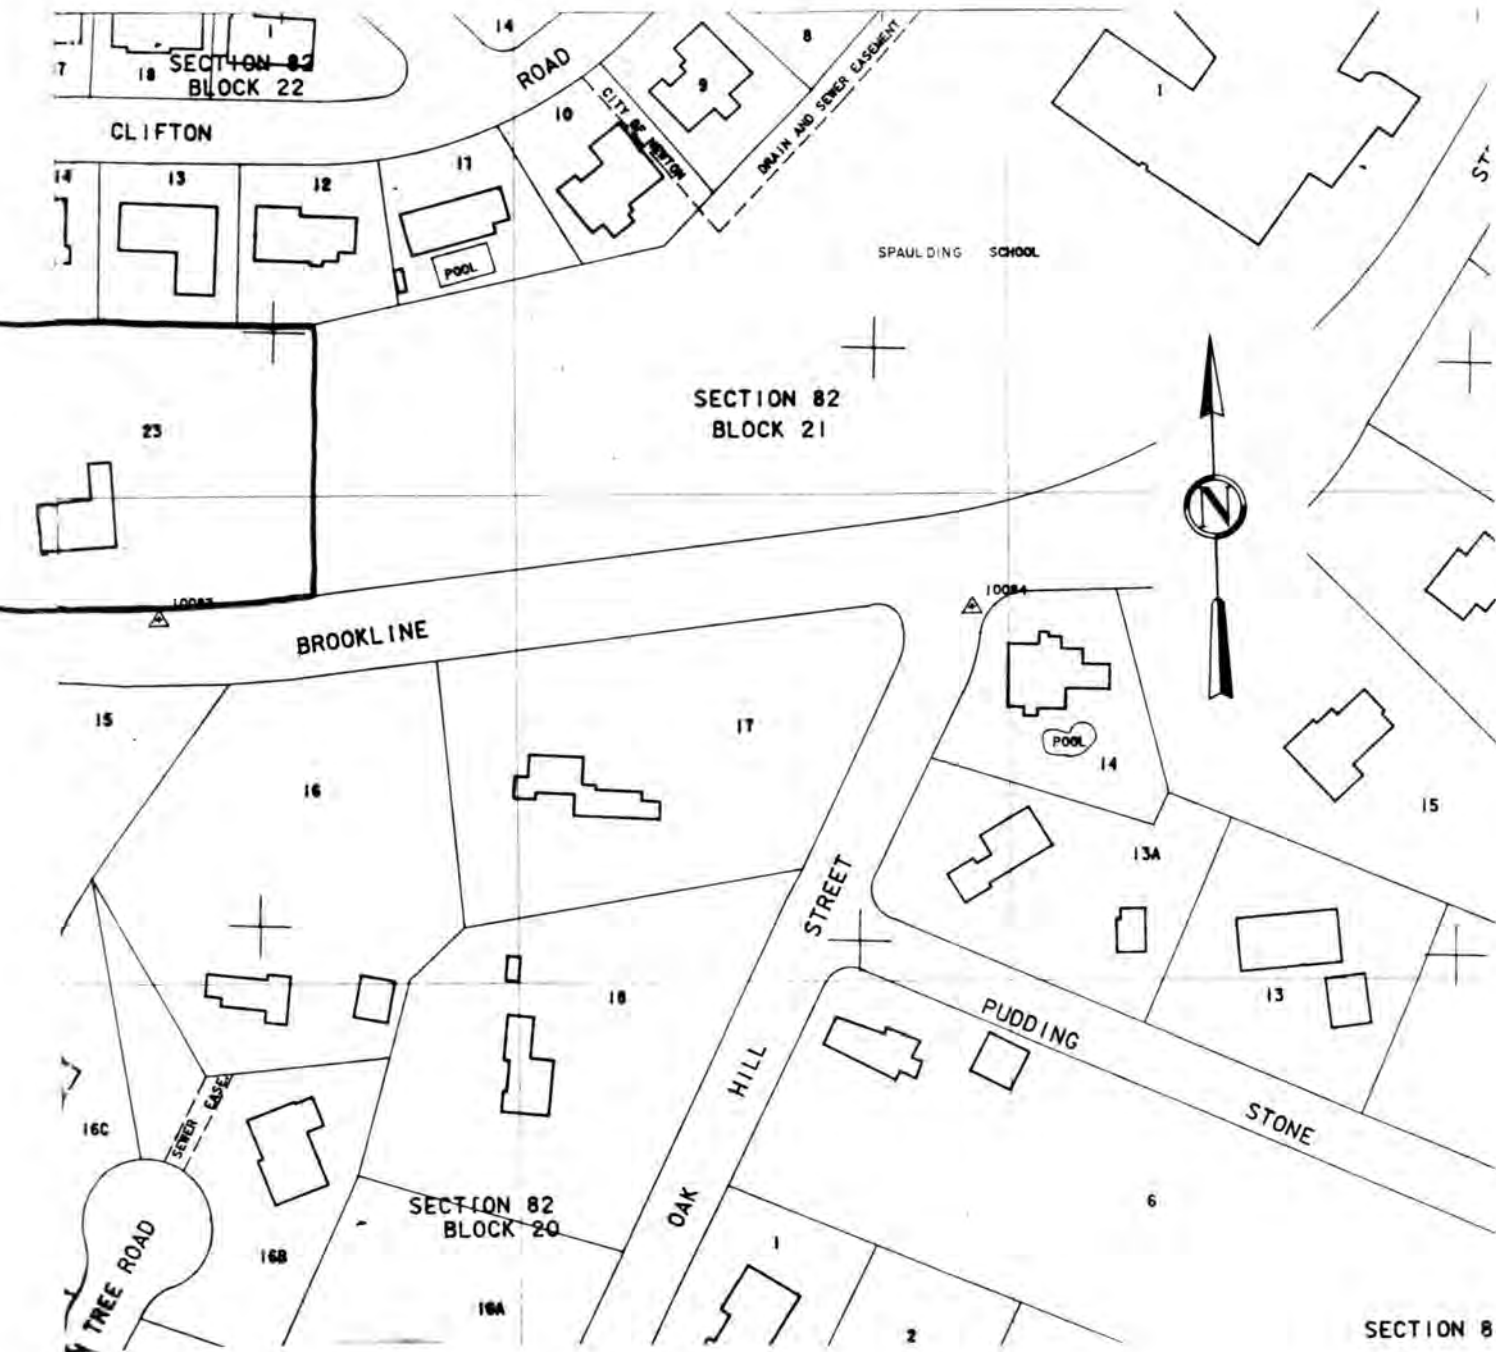 14
1
8
17
18
SECTION 82
BLOCK 22
ROAD
9
1
10
CITY OF NEWTON
DRAIN AND SEWER EASEMENT
CLIFTON
14
13
12
11
POOL
SPAULDING SCHOOL
SECTION 82
BLOCK 21
23
N
10083
10084
BROOKLINE
15
17
POOL
14
16
15
13A
STREET
18
13
PUDDING
HILL
STONE
16C
SEWER EASE.
OAK
SECTION 82
BLOCK 20
6
16B
TREE ROAD
1
16A
2
SECTION 8